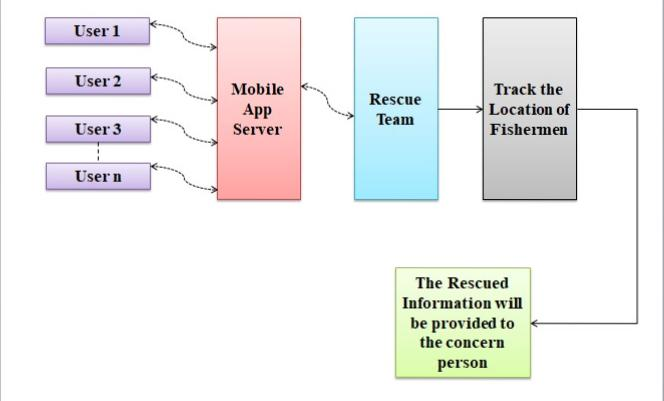 User 1
User 2
User 3
User n
Mobile
App
Server
Rescue
Team
Track the
Location of
Fishermen
The Rescued
Information will
be provided to
the concern
person